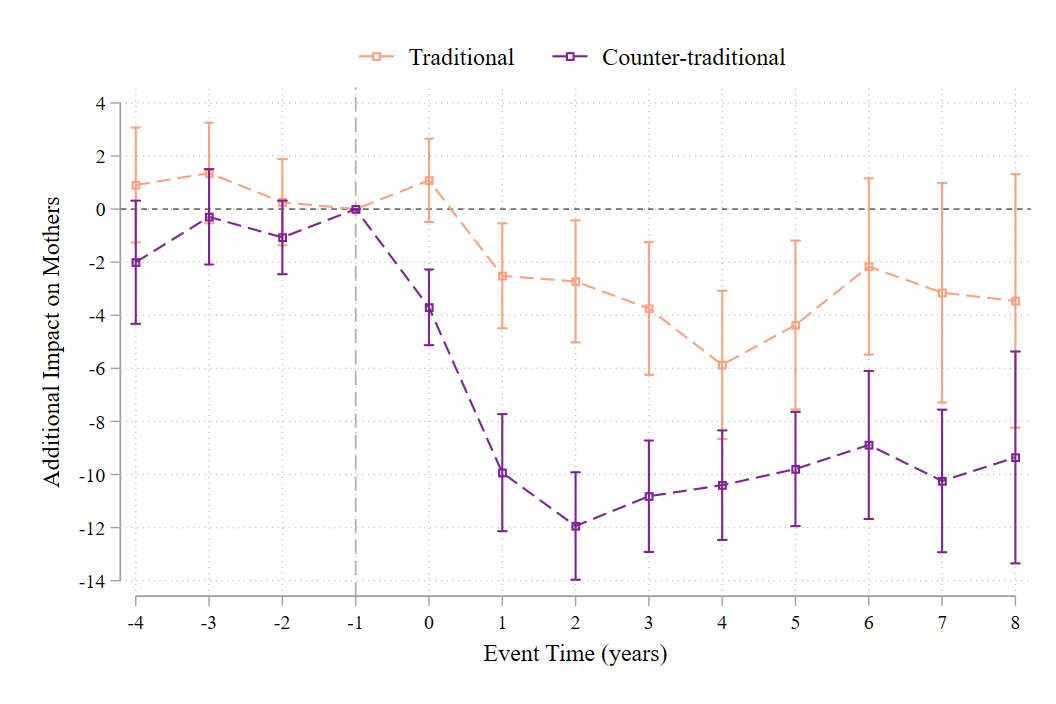 Traditional Counter-traditional
Additional Impact on Mothers
4
2
0
-2
-4
-6
-8
-10
-12
-14
-4 -3 -2 -1 0 1 2 3 4 5 6 7 8
Event Time (years)